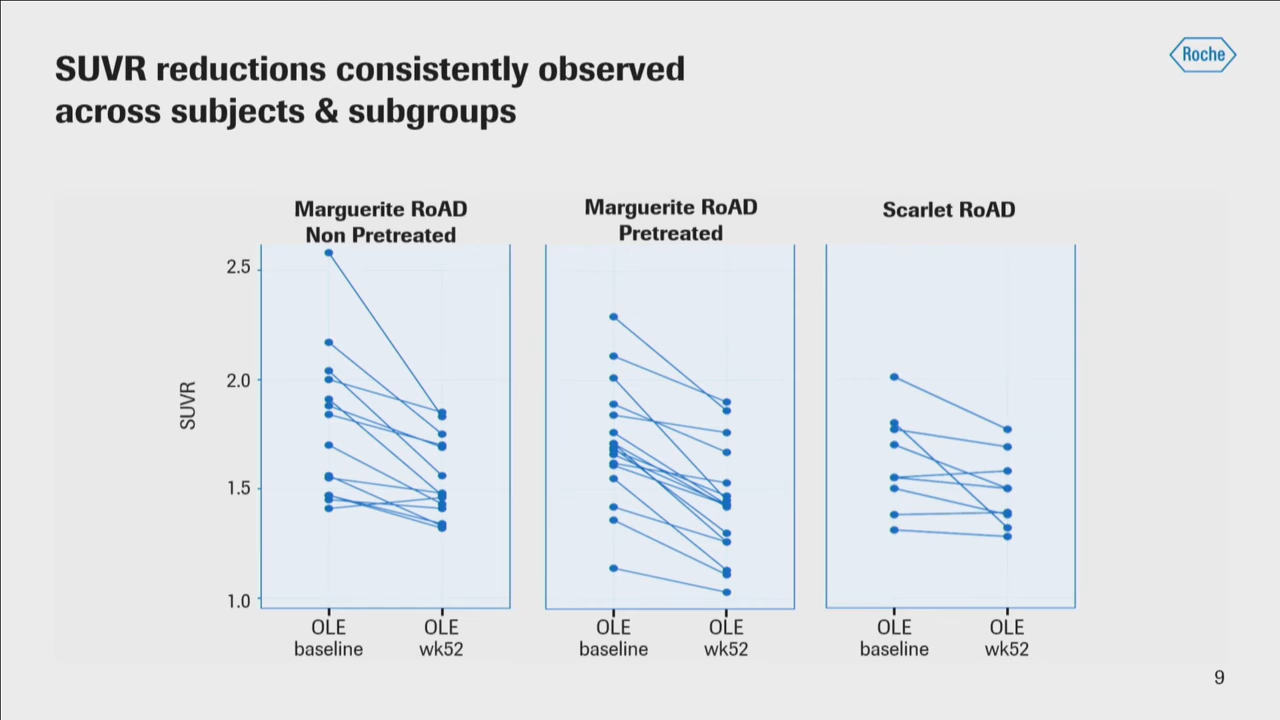 SUVR reductions consistently observed
across subjects & subgroups
Roche
Marguerite RoAD
Non Pretreated
Marguerite RoAD
Pretreated
Scarlet RoAD
SUVR
2.5
2.0
1.5
1.0
OLE
baseline
OLE
wk52
OLE
baseline
OLE
wk52
OLE
baseline
OLE
wk52
9